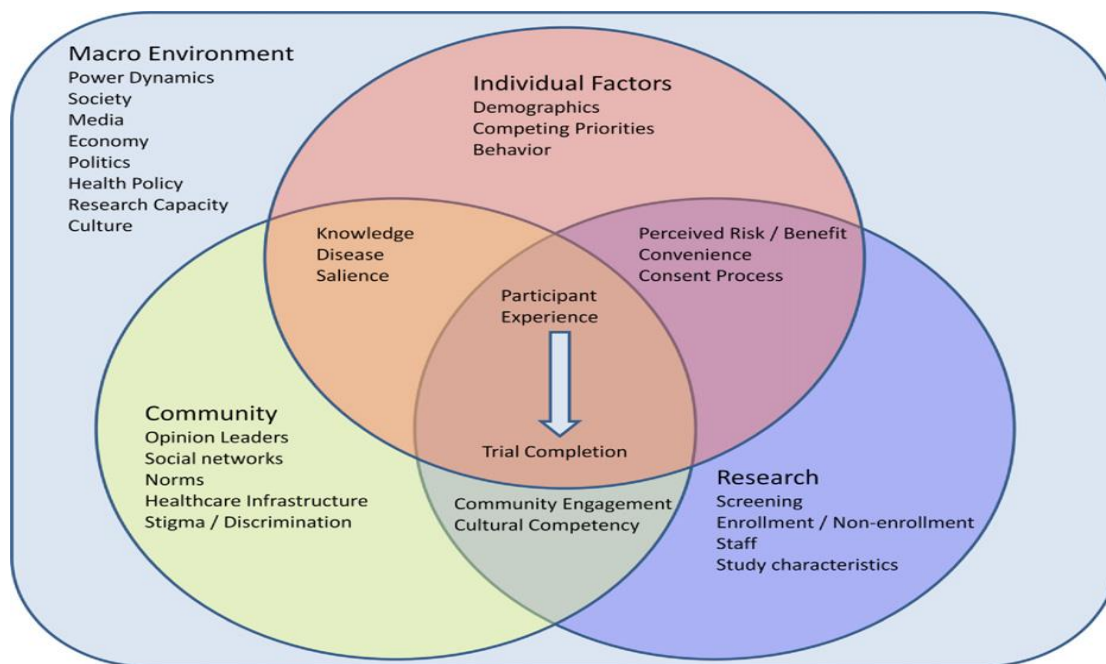 Macro Environment
Power Dynamics
Society
Media
Economy
Politics
Health Policy
Research Capacity
Culture
Individual Factors
Demographics
Competing Priorities
Behavior
Knowledge
Disease
Salience
Perceived Risk / Benefit
Convenience
Consent Process
Participant
Experience
Trial Completion
Community
Opinion Leaders
Social networks
Norms
Healthcare Infrastructure
Stigma / Discrimination
Community Engagement
Cultural Competency
Research
Screening
Enrollment / Non-enrollment
Staff
Study characteristics